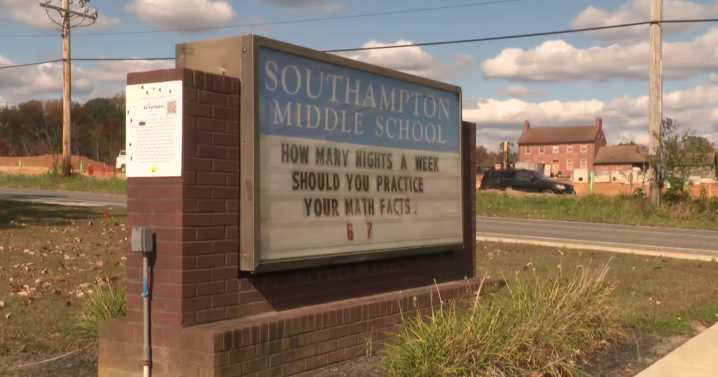 SOUTHAMPTON
MIDDLE SCHOOL
HOW MANY NIGHTS A WEEK
SHOULD YOU PRACTICE
YOUR MATH FACTS.
6 7